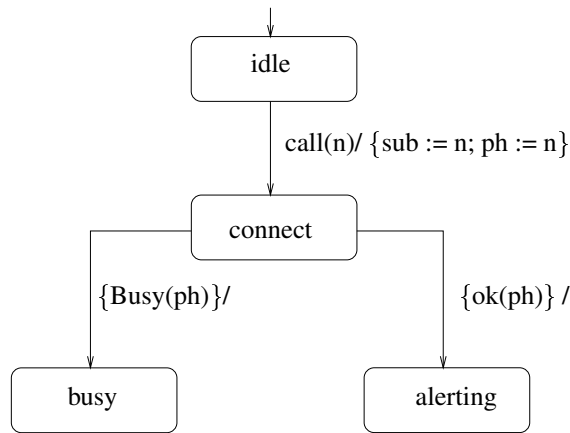 idle
call(n)/ {sub := n; ph := n}
connect
{Busy(ph)}/
{ok(ph)} /
busy
alerting